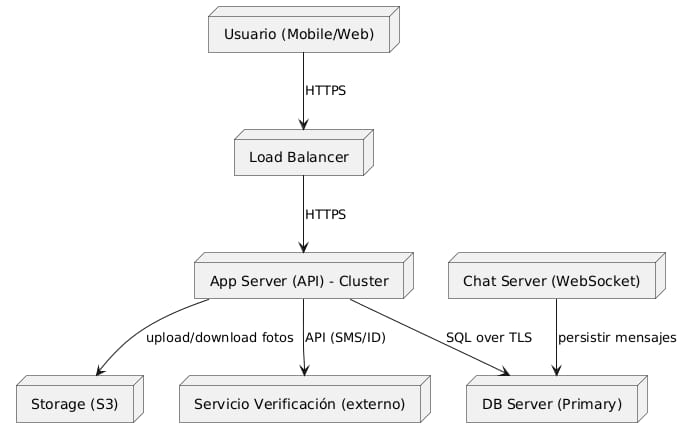 Usuario (Mobile/Web)
HTTPS
Load Balancer
HTTPS
App Server (API) - Cluster
Chat Server (WebSocket)
upload/download fotos
API (SMS/ID)
SQL over TLS
persistir mensajes
Storage (S3)
Servicio Verificación (externo)
DB Server (Primary)